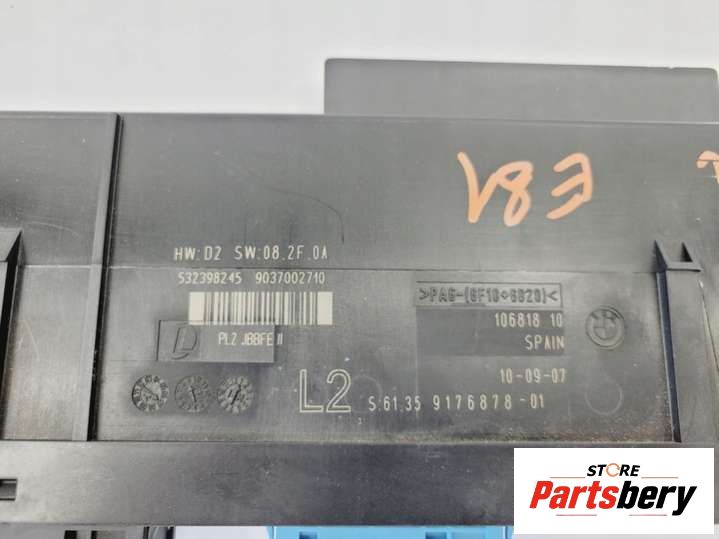 E8A
HW:D2 SW:08.2F.0A
532398245 9037002710
PL2 JBBFE II
>PA6-(GF10+GB20)<
106818 10
SPAIN
10-09-07
L2 S:61.35 9176878-01
STORE
Partsbery